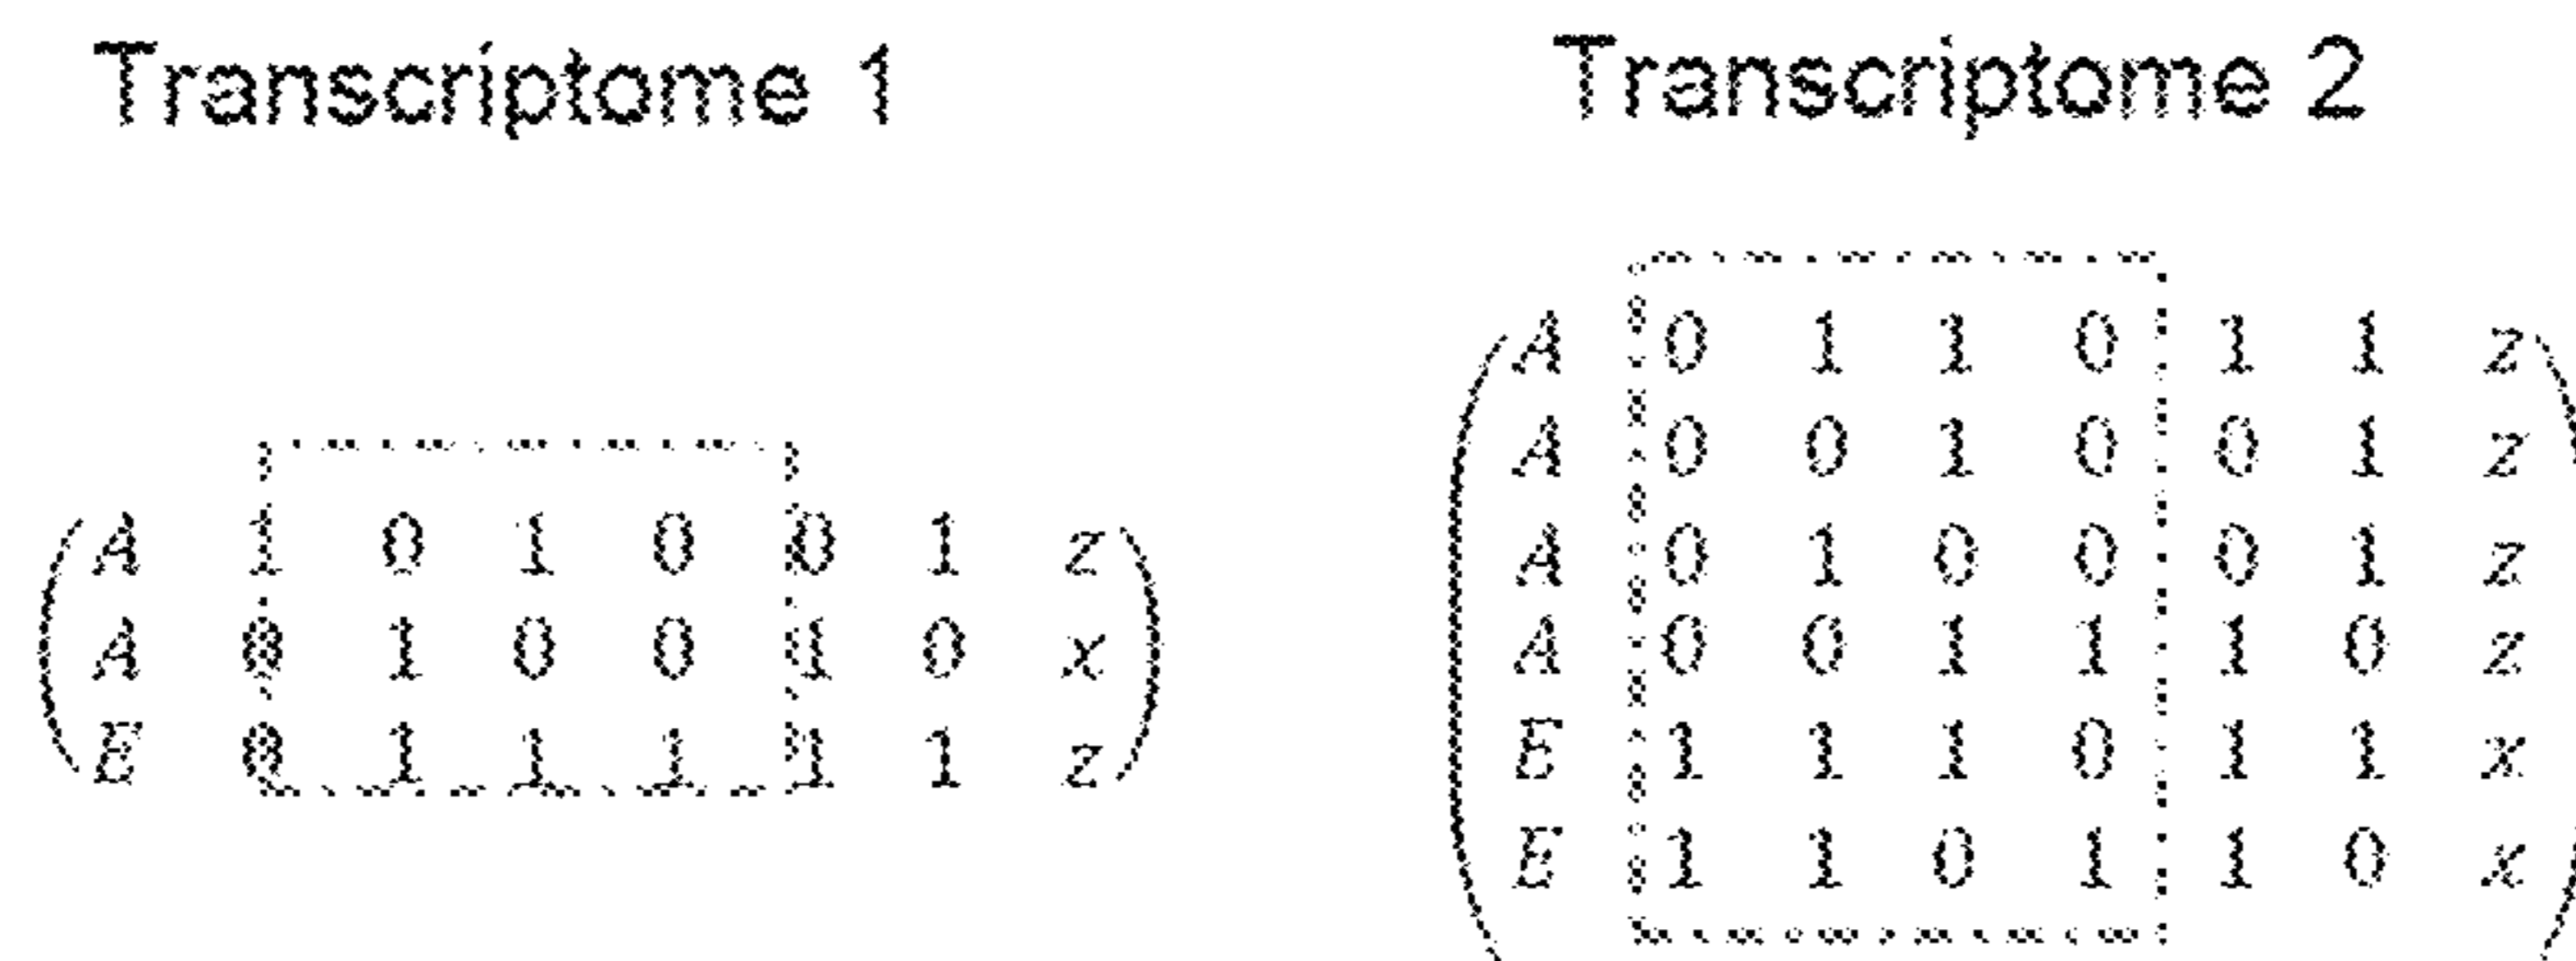 Transcriptome 1
A 1 0 1 0 0 1 z
A 0 1 0 0 1 0 x
E 0 1 1 1 1 1 z
Transcriptome 2
A 0 1 1 0 1 1 z
A 0 0 1 0 0 1 z
A 0 1 0 0 0 1 z
A 0 0 1 1 1 0 z
E 1 1 1 0 1 1 x
E 1 1 0 1 1 0 x